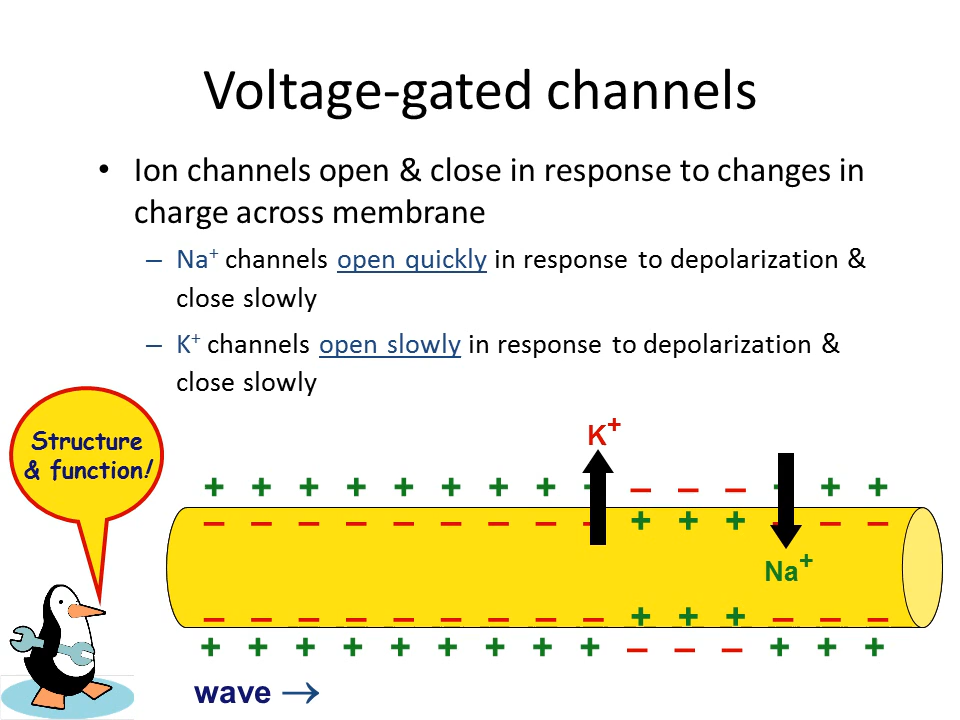 Voltage-gated channels
• Ion channels open & close in response to changes in
charge across membrane
– Na⁺ channels open quickly in response to depolarization &
close slowly
– K⁺ channels open slowly in response to depolarization &
close slowly
Structure
& function!
K⁺
+ + + + + + + + + – – – + + +
– – – – – – – – – + + + – – –
Na⁺
– – – – – – – – – + + + – – –
+ + + + + + + + + – – – + + +
wave →